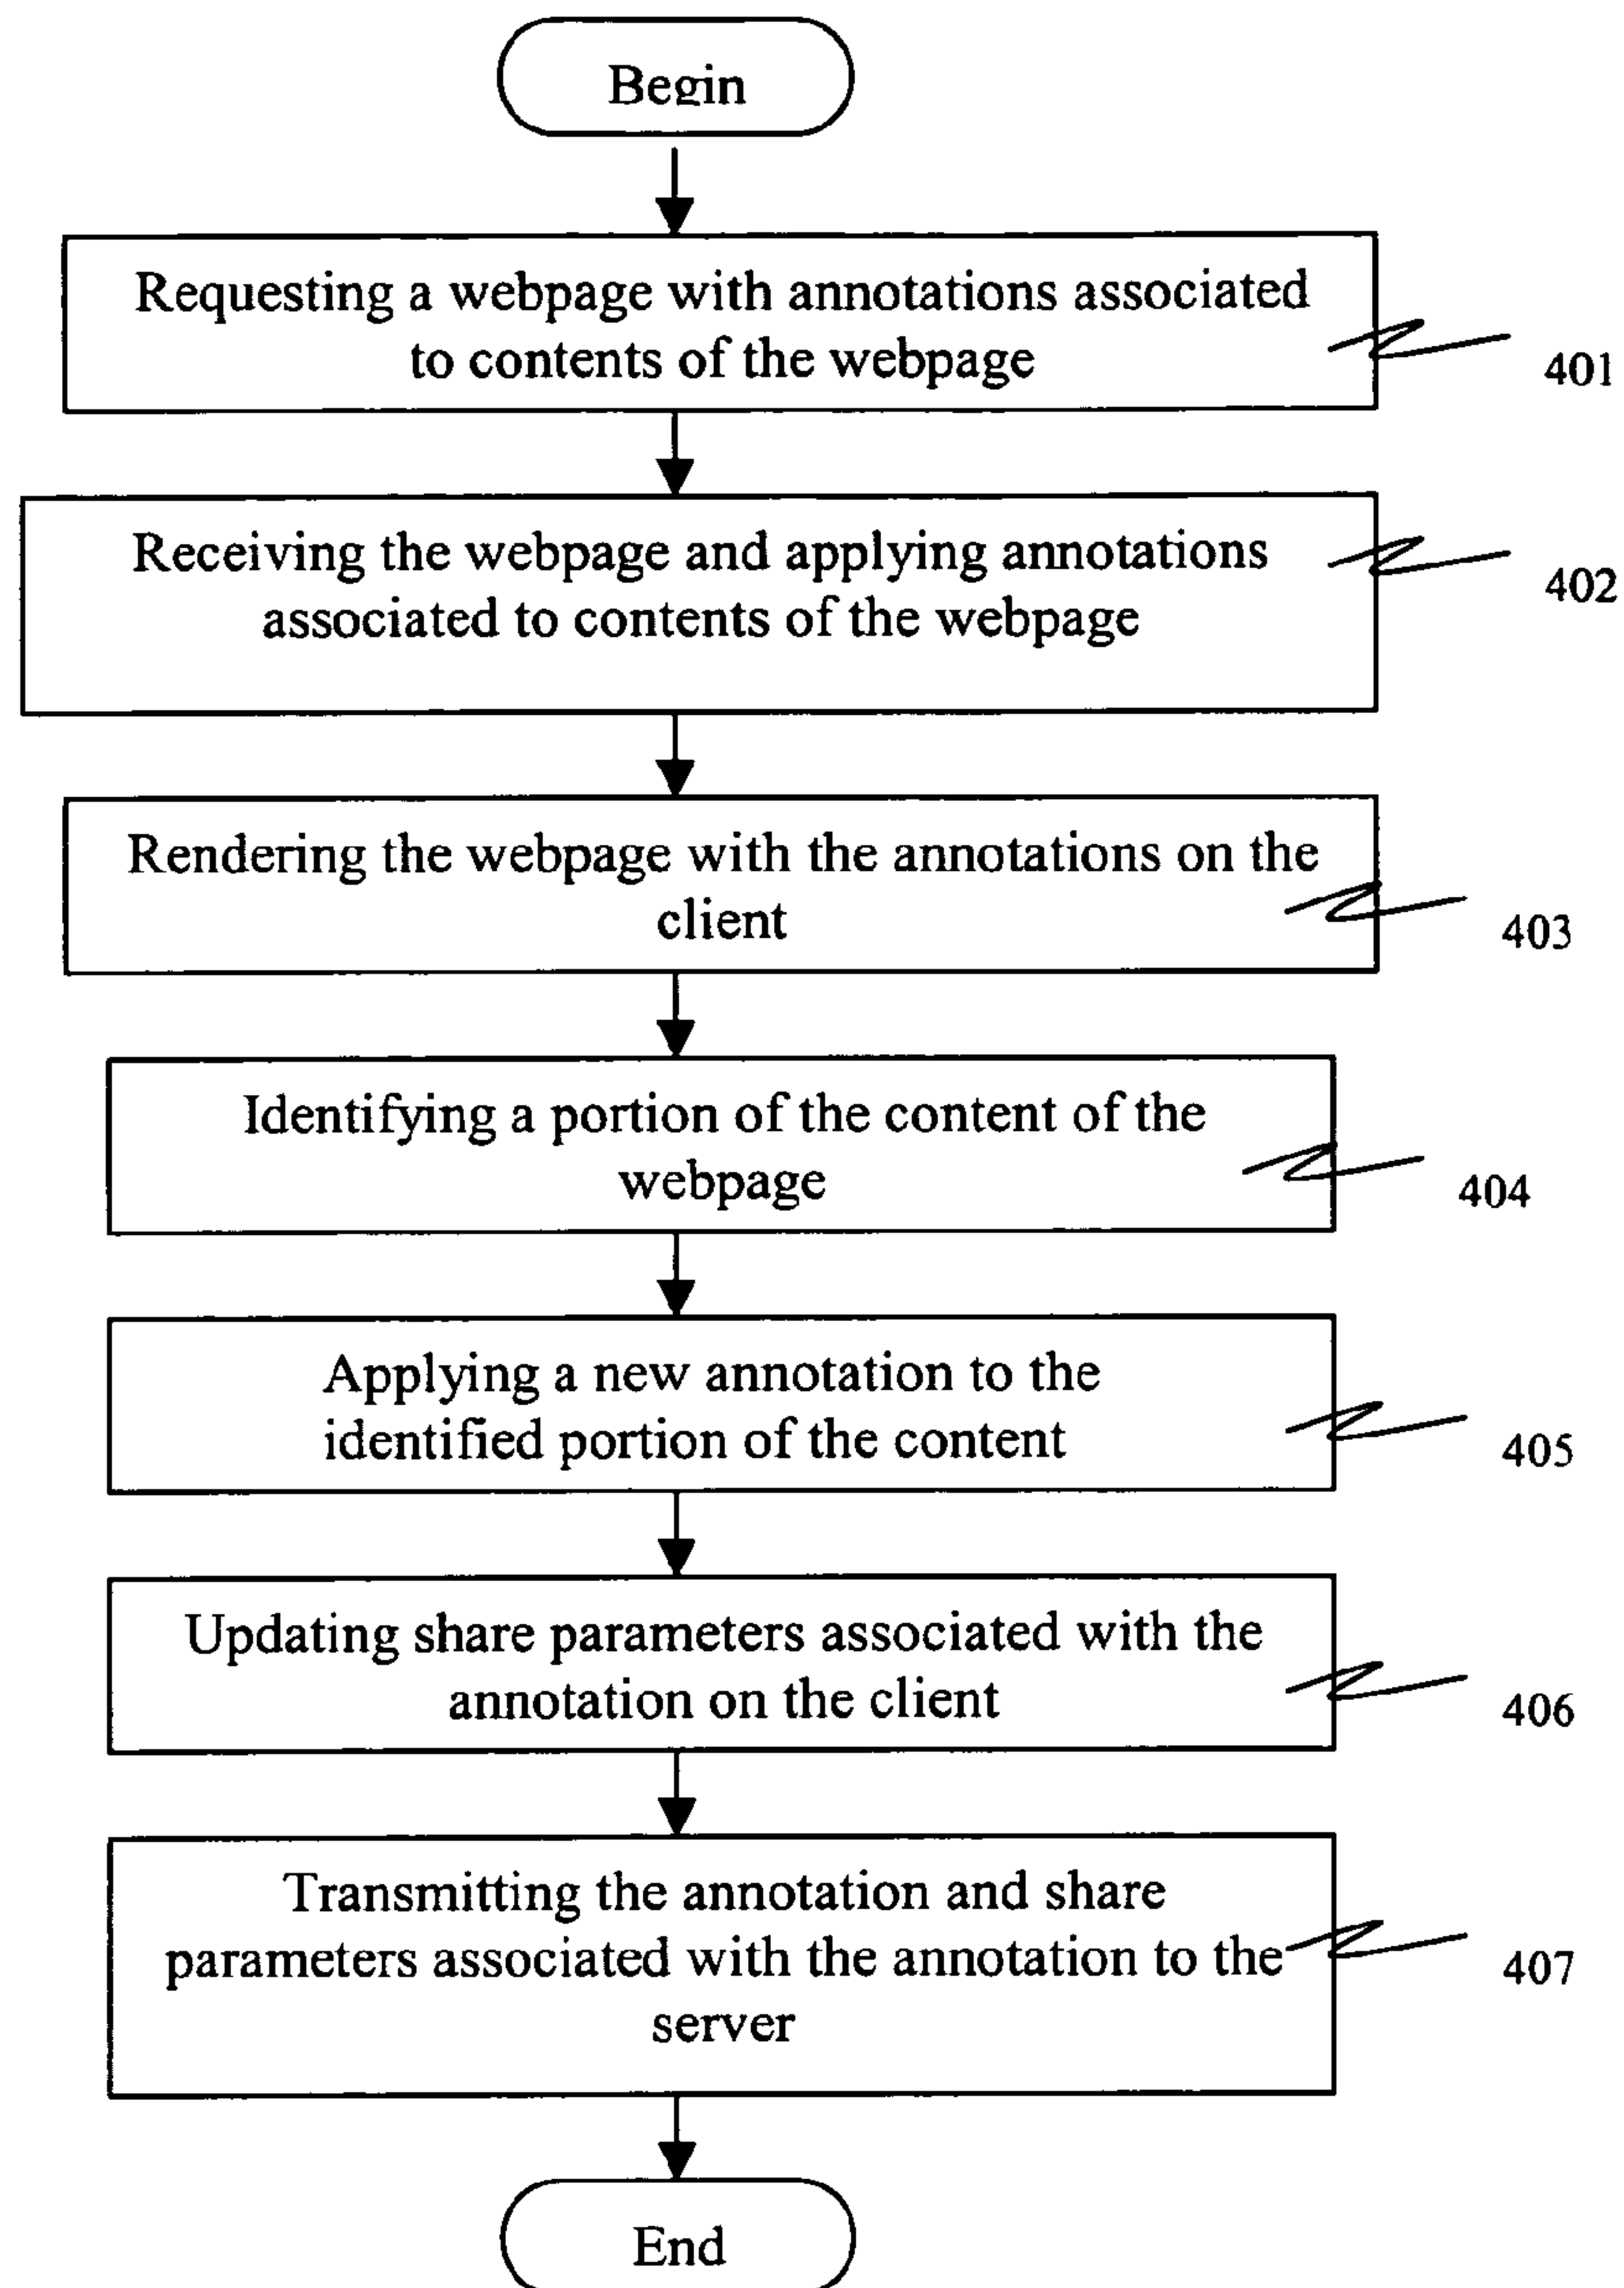 Begin
Requesting a webpage with annotations associated
to contents of the webpage
401
Receiving the webpage and applying annotations
associated to contents of the webpage
402
Rendering the webpage with the annotations on the
client
403
Identifying a portion of the content of the
webpage
404
Applying a new annotation to the
identified portion of the content
405
Updating share parameters associated with the
annotation on the client
406
Transmitting the annotation and share
parameters associated with the annotation to the
server
407
End